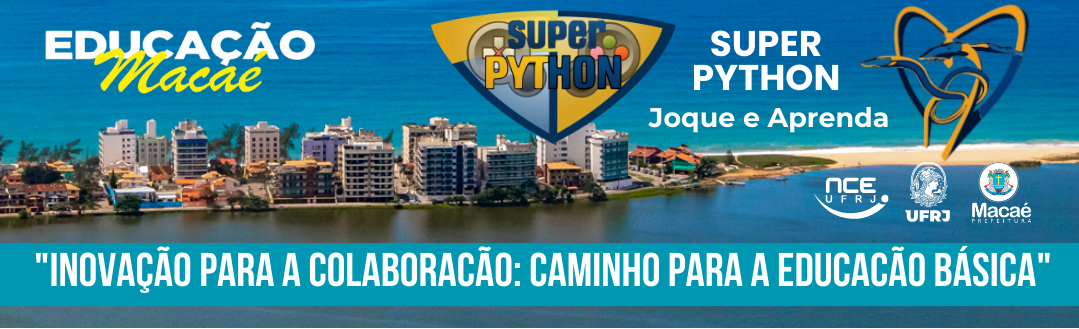 EDUCAÇÃO
Macaé
super
PYTHON
SUPER
PYTHON
Joque e Aprenda
NCE
UFRJ
UFRJ
Macaé
PREFEITURA
"INOVAÇÃO PARA A COLABORACÃO: CAMINHO PARA A EDUCACÃO BÁSICA"